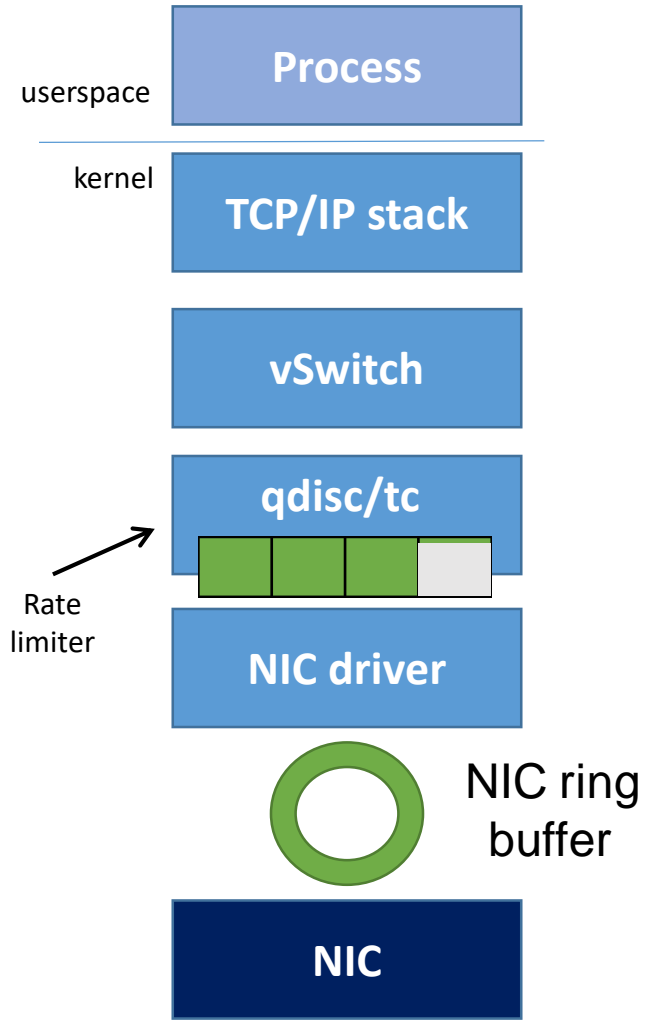 Process
userspace
kernel
TCP/IP stack
vSwitch
qdisc/tc
Rate
limiter
NIC driver
NIC ring
buffer
NIC